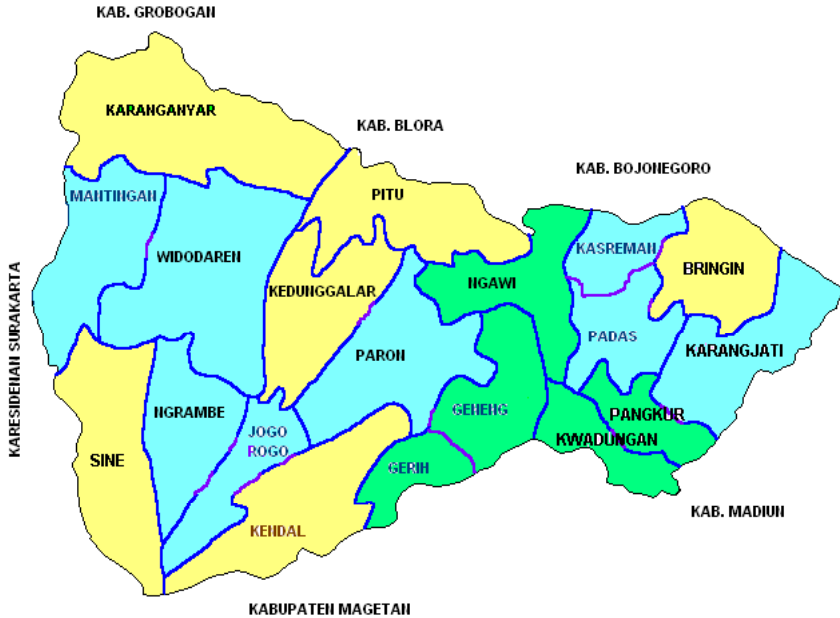 KAB. GROBOGAN
KARANGANYAR
KAB. BLORA
KAB. BOJONEGORO
MANTINGAN
PITU
WIDODAREN
KASREMAN
BRINGIN
KEDUNGGALAR
NGAWI
KARESIDENAN SURAKARTA
PADAS
KARANGJATI
PARON
NGRAMBE
GENENG
PANGKUR
JOGO
ROGO
KWADUNGAN
SINE
GERIH
KENDAL
KAB. MADIUN
KABUPATEN MAGETAN